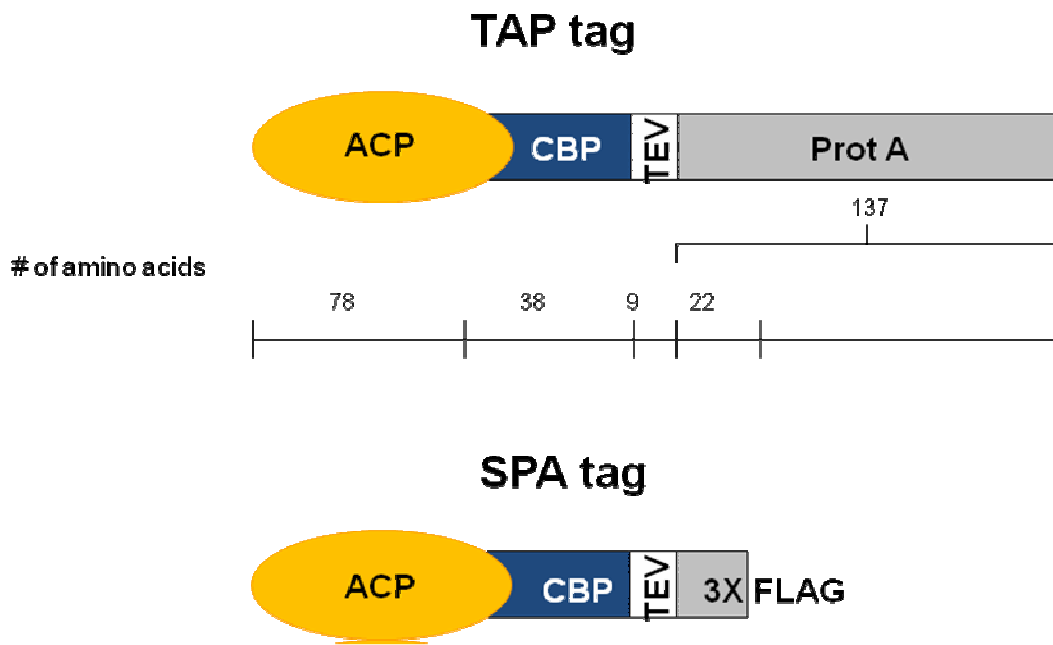 TAP tag
ACP CBP TEV Prot A
137
# of amino acids
78 38 9 22
SPA tag
ACP CBP TEV 3X FLAG